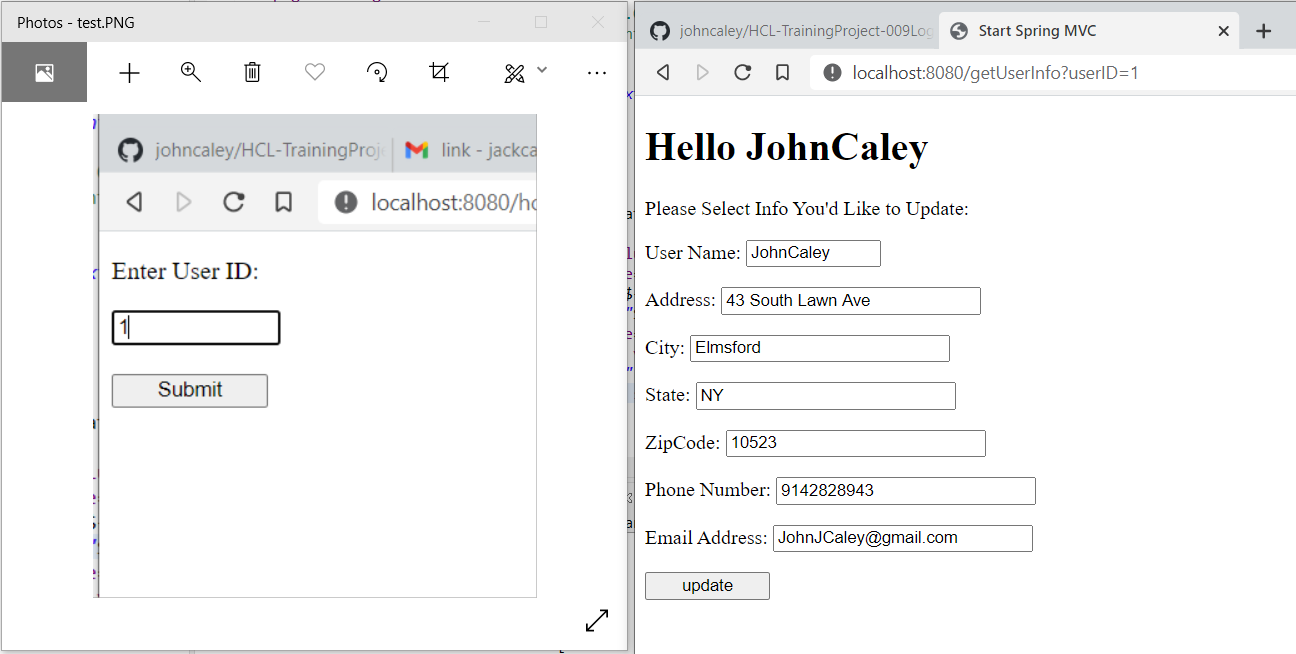 Photos - test.PNG
johncaley/HCL-TrainingProj
link - jackca
localhost:8080/ho
Enter User ID:
1
Submit
johncaley/HCL-TrainingProject-009Log
Start Spring MVC
localhost:8080/getUserInfo?userID=1
Hello JohnCaley
Please Select Info You'd Like to Update:
User Name: JohnCaley
Address: 43 South Lawn Ave
City: Elmsford
State: NY
ZipCode: 10523
Phone Number: 9142828943
Email Address: JohnJCaley@gmail.com
update